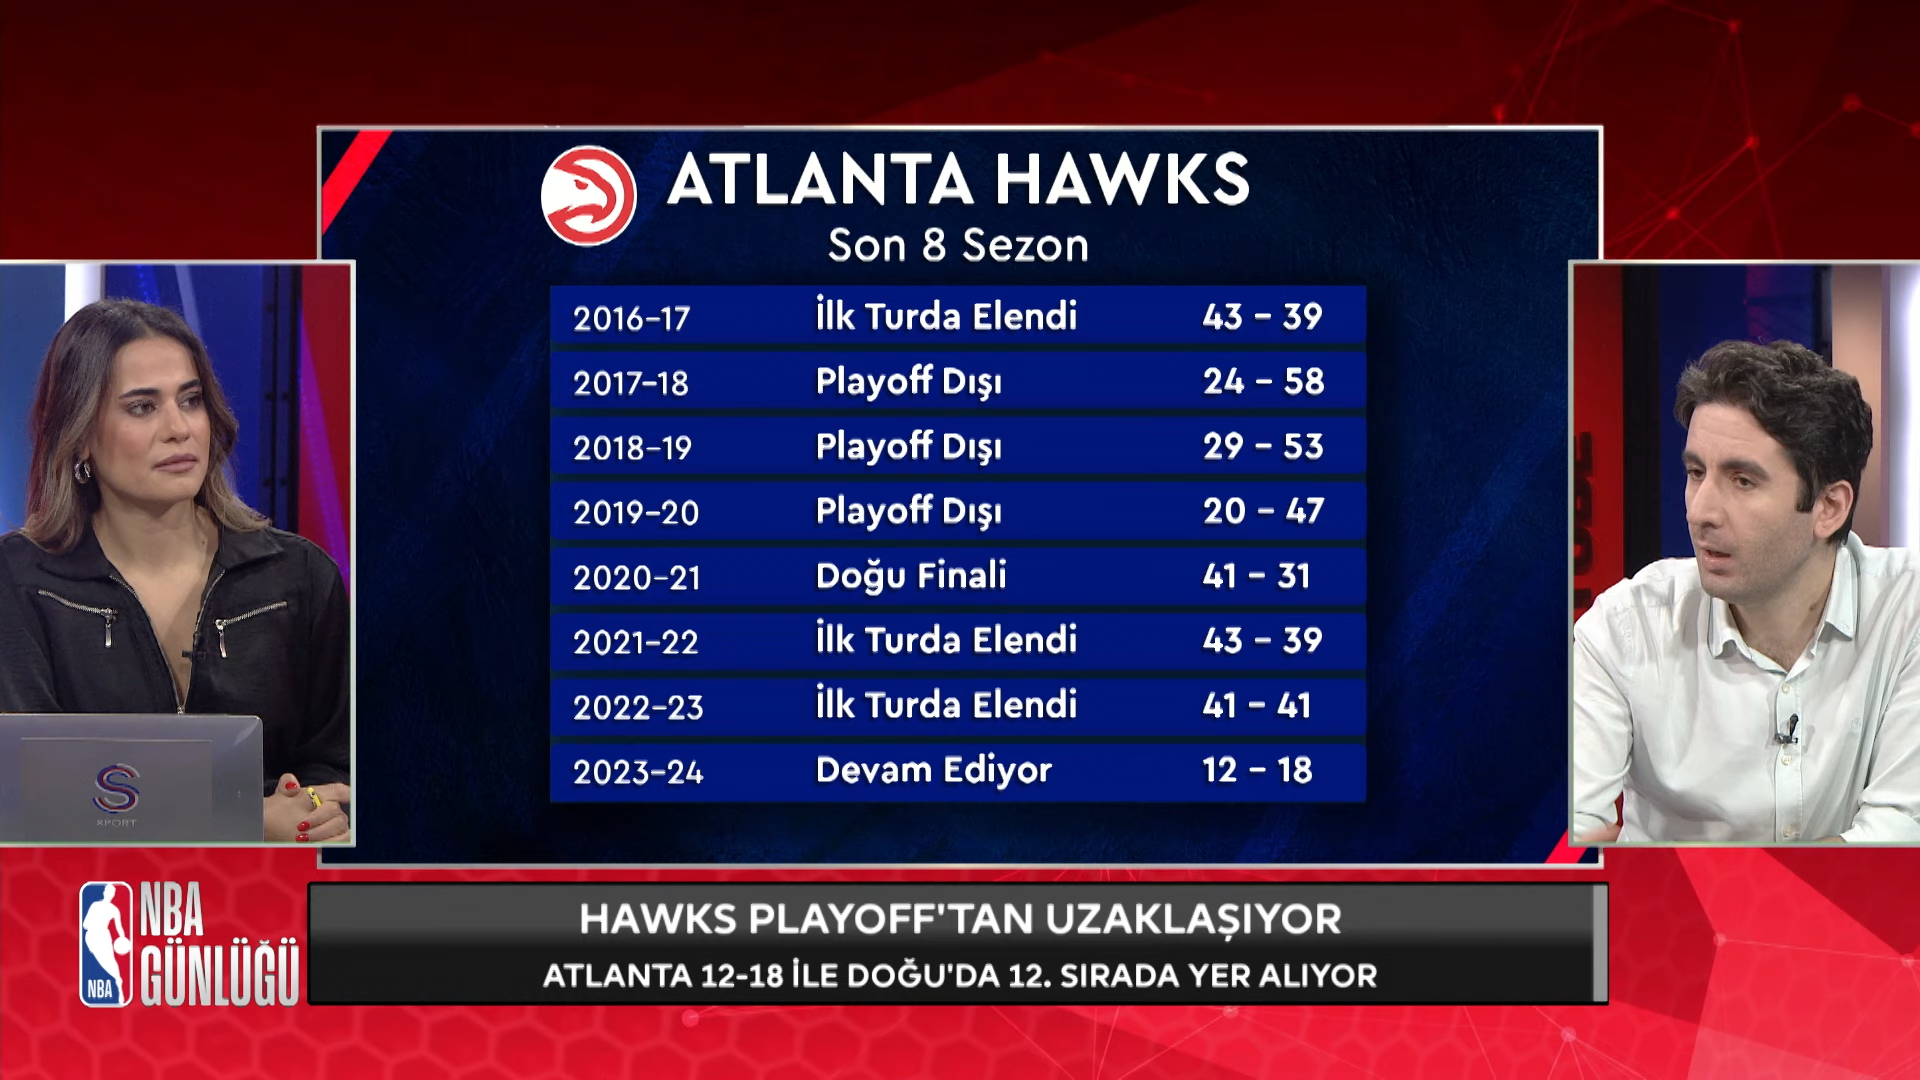 ATLANTA HAWKS
Son 8 Sezon
2016-17 İlk Turda Elendi 43 - 39
2017-18 Playoff Dışı 24 - 58
2018-19 Playoff Dışı 29 - 53
2019-20 Playoff Dışı 20 - 47
2020-21 Doğu Finali 41 - 31
2021-22 İlk Turda Elendi 43 - 39
2022-23 İlk Turda Elendi 41 - 41
2023-24 Devam Ediyor 12 - 18
S
SPORT
HAWKS PLAYOFF'TAN UZAKLAŞIYOR
ATLANTA 12-18 İLE DOĞU'DA 12. SIRADA YER ALIYOR
NBA
NBA
GÜNLÜĞÜ